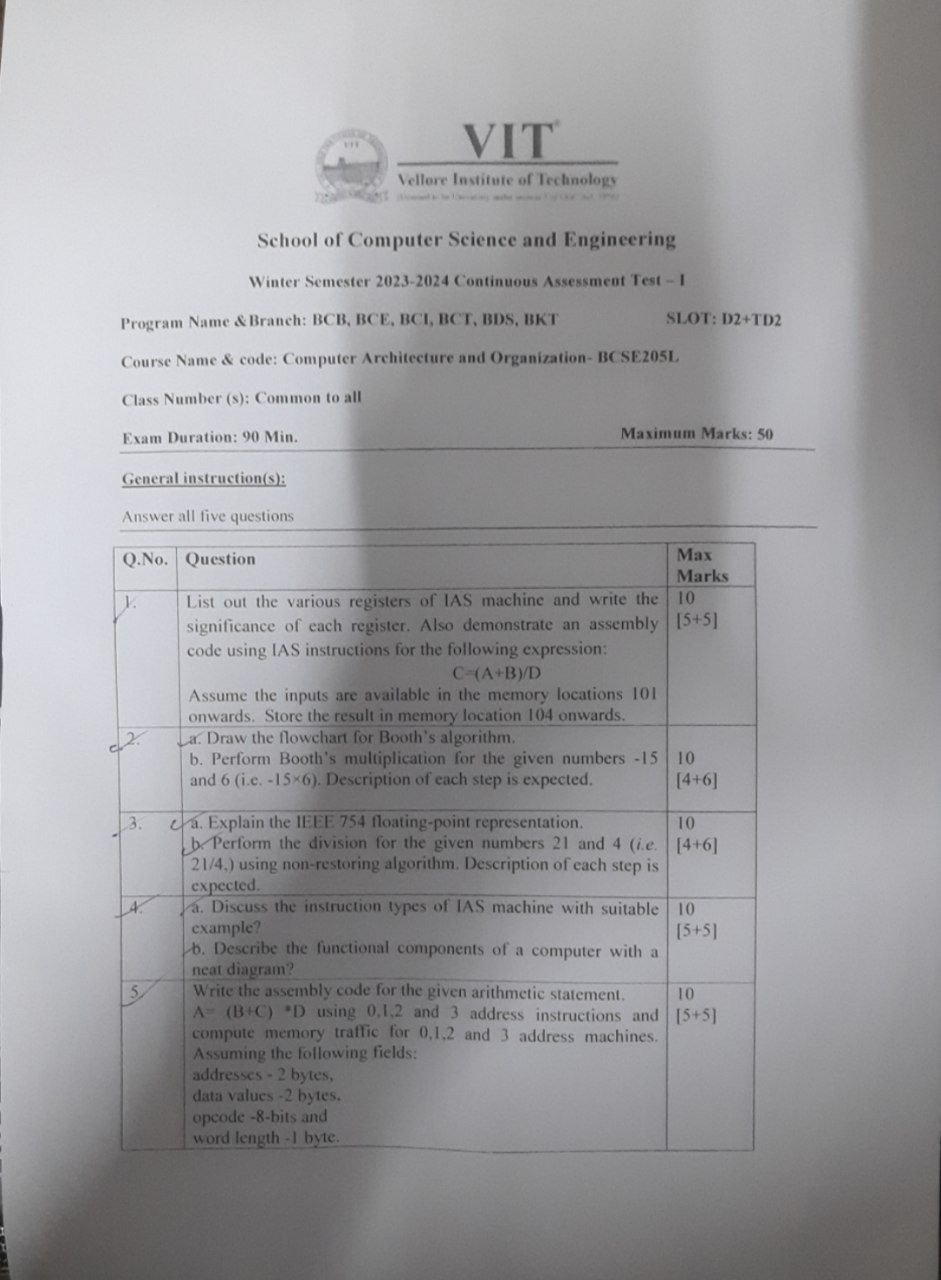 VIT
VIT
Vellore Institute of Technology
School of Computer Science and Engineering
Winter Semester 2023-2024 Continuous Assessment Test – I
Program Name & Branch: BCB, BCE, BCI, BCT, BDS, BKT SLOT: D2+TD2
Course Name & code: Computer Architecture and Organization- BCSE205L
Class Number (s): Common to all
Exam Duration: 90 Min. Maximum Marks: 50
General instruction(s):
Answer all five questions
Q.No. Question Max Marks
1. List out the various registers of IAS machine and write the 10
significance of each register. Also demonstrate an assembly [5+5]
code using IAS instructions for the following expression:
C=(A+B)/D
Assume the inputs are available in the memory locations 101
onwards. Store the result in memory location 104 onwards.
2. a. Draw the flowchart for Booth's algorithm.
b. Perform Booth's multiplication for the given numbers -15 10
and 6 (i.e. -15×6). Description of each step is expected. [4+6]
3. a. Explain the IEEE 754 floating-point representation. 10
b. Perform the division for the given numbers 21 and 4 (i.e. [4+6]
21/4,) using non-restoring algorithm. Description of each step is
expected.
4. a. Discuss the instruction types of IAS machine with suitable 10
example? [5+5]
b. Describe the functional components of a computer with a
neat diagram?
5. Write the assembly code for the given arithmetic statement. 10
A= (B+C) *D using 0,1,2 and 3 address instructions and [5+5]
compute memory traffic for 0,1,2 and 3 address machines.
Assuming the following fields:
addresses - 2 bytes,
data values -2 bytes,
opcode -8-bits and
word length -1 byte.